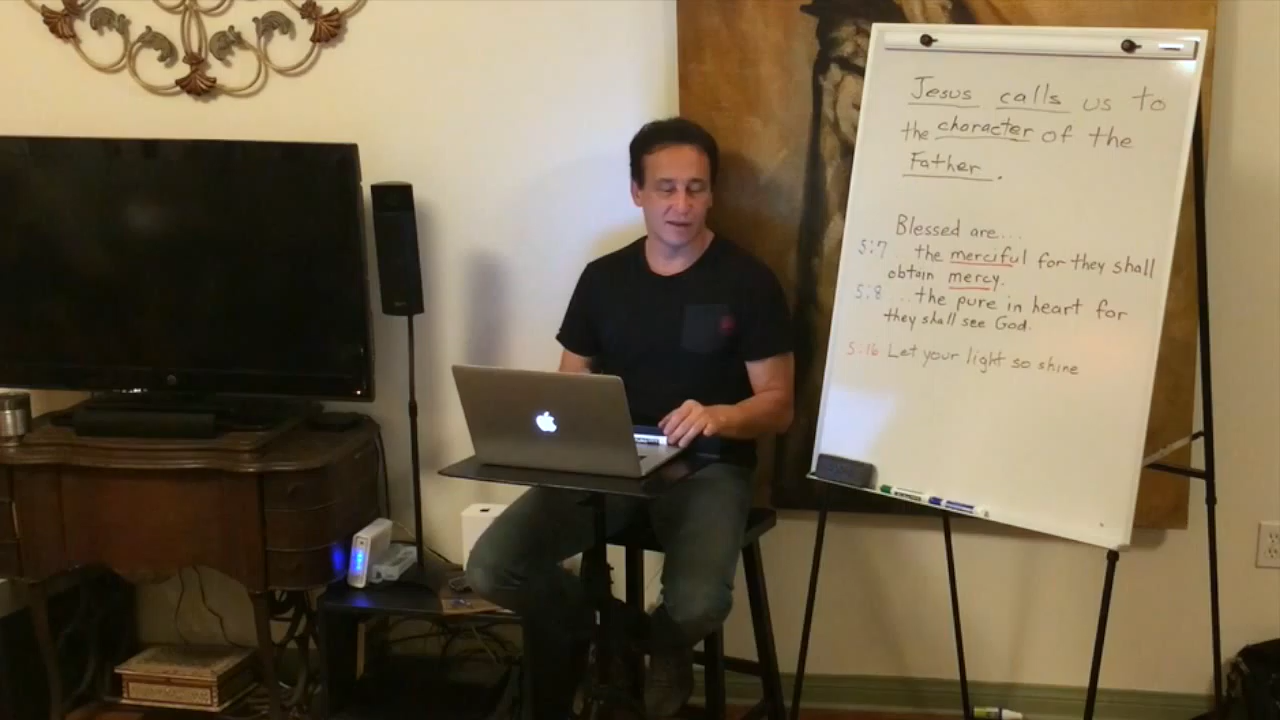 Jesus calls us to
the character of the
Father.
Blessed are...
5:7 the merciful for they shall
obtain mercy.
5:8 ...the pure in heart for
they shall see God.
5:16 Let your light so shine